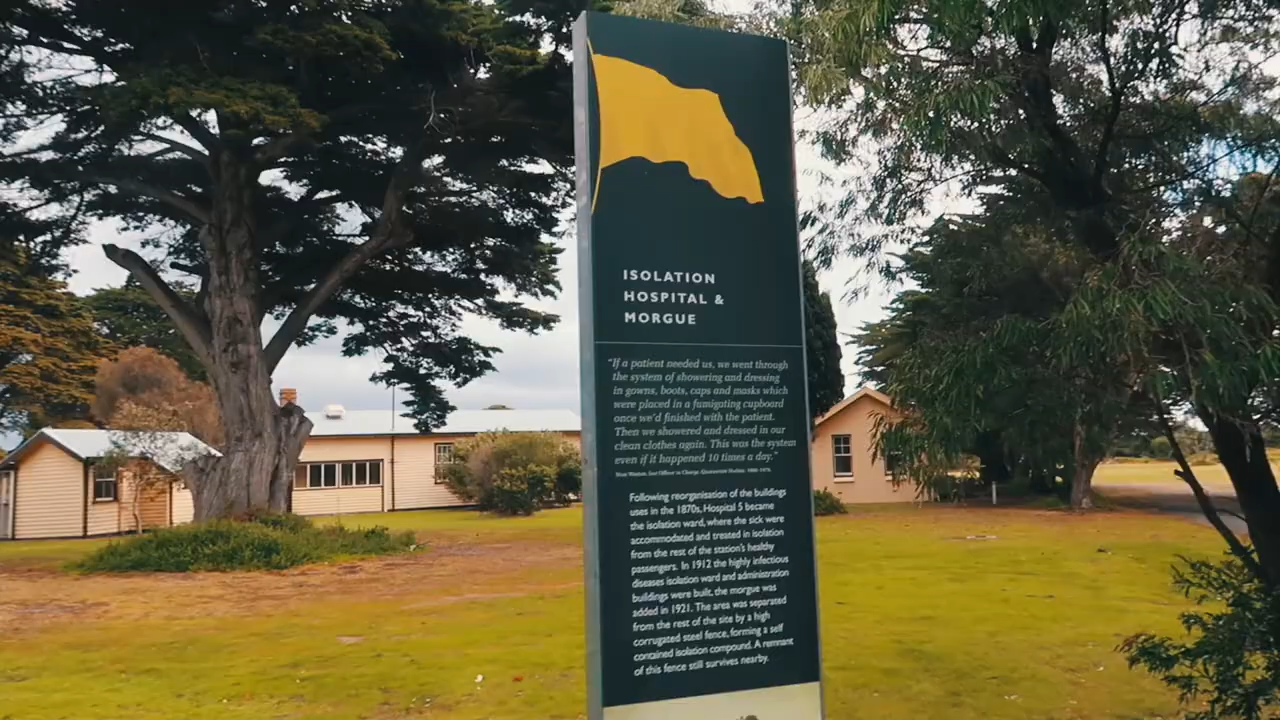 ISOLATION
HOSPITAL &
MORGUE
"If a patient needed us, we went through
the system of showering and dressing
in gowns, boots, caps and masks which
were placed in a fumigating cupboard
once we'd finished with the patient.
Then we showered and dressed in our
clean clothes again. This was the system
even if it happened 10 times a day."
Following reorganisation of the buildings
uses in the 1870s, Hospital 5 became
the isolation ward, where the sick were
accommodated and treated in isolation
from the rest of the station's healthy
passengers. In 1912 the highly infectious
diseases isolation ward and administration
buildings were built, the morgue was
added in 1921. The area was separated
from the rest of the site by a high
corrugated steel fence, forming a self
contained isolation compound. A remnant
of this fence still survives nearby.